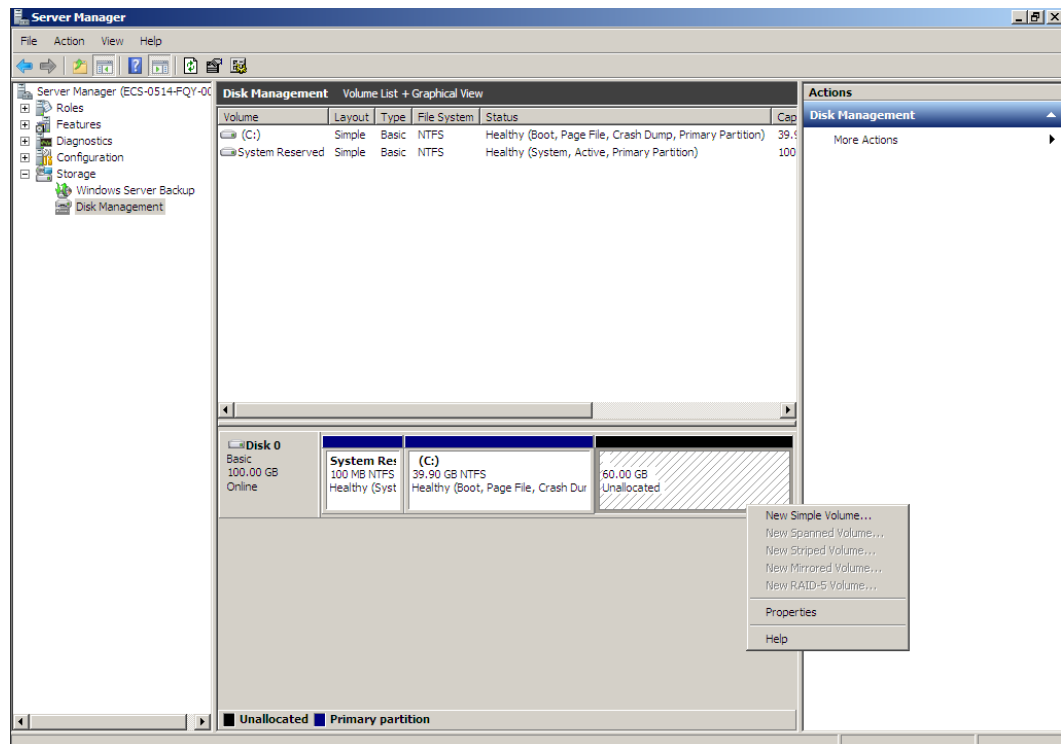 Server Manager
File Action View Help
Server Manager (ECS-0514-FQY-00
Roles
Features
Diagnostics
Configuration
Storage
Windows Server Backup
Disk Management
Disk Management Volume List + Graphical View
Volume Layout Type File System Status Cap
(C:) Simple Basic NTFS Healthy (Boot, Page File, Crash Dump, Primary Partition) 39.9
System Reserved Simple Basic NTFS Healthy (System, Active, Primary Partition) 100
Disk 0
Basic
100.00 GB
Online
System Res
100 MB NTFS
Healthy (Syst
(C:)
39.90 GB NTFS
Healthy (Boot, Page File, Crash Dur
60.00 GB
Unallocated
New Simple Volume...
New Spanned Volume...
New Striped Volume...
New Mirrored Volume...
New RAID-5 Volume...
Properties
Help
Unallocated Primary partition
Actions
Disk Management
More Actions